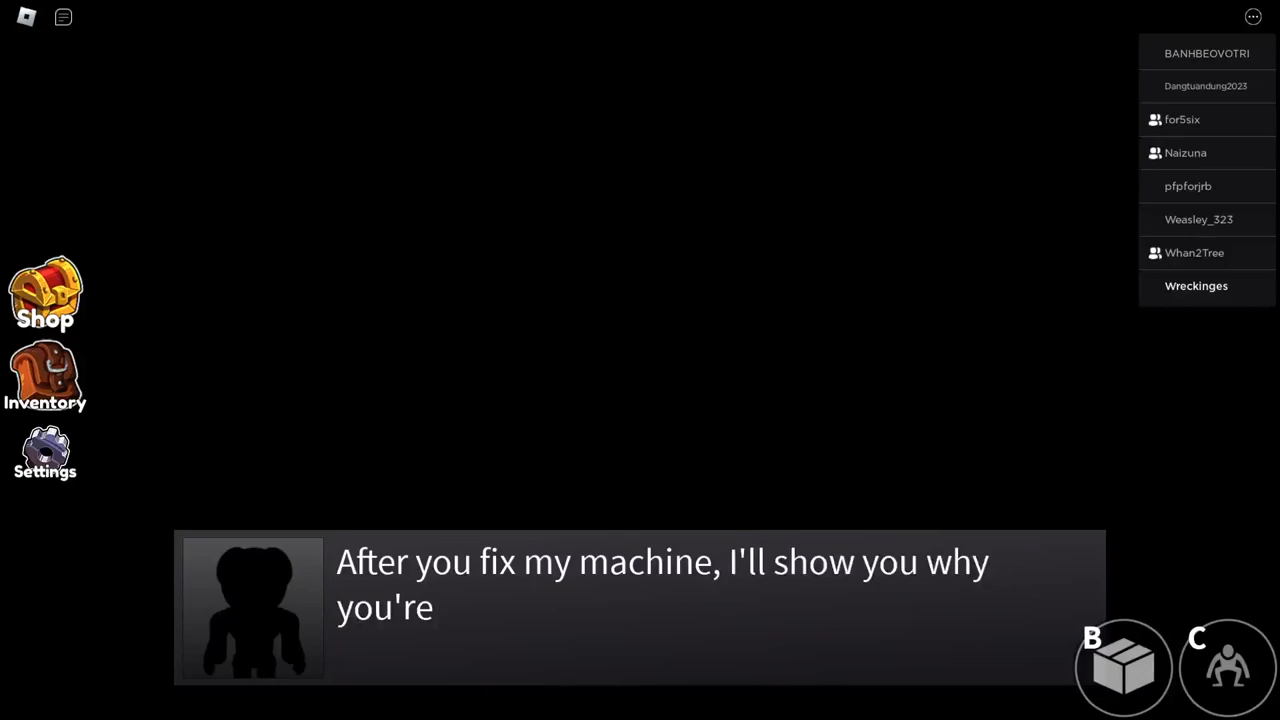 BANHBEOVOTRI
Dangtuandung2023
for5six
Naizuna
pfpforjrb
Weasley_323
Whan2Tree
Wreckinges
Shop
Inventory
Settings
After you fix my machine, I'll show you why
you're
B
C